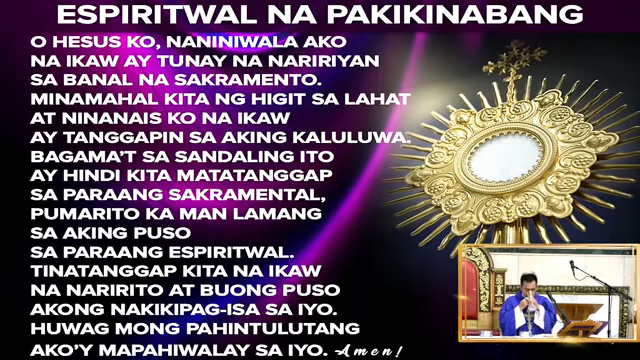 ESPIRITWAL NA PAKIKINABANG
O HESUS KO, NANINIWALA AKO
NA IKAW AY TUNAY NA NARIRIYAN
SA BANAL NA SAKRAMENTO.
MINAMAHAL KITA NG HIGIT SA LAHAT
AT NINANAIS KO NA IKAW
AY TANGGAPIN SA AKING KALULUWA.
BAGAMA'T SA SANDALING ITO
AY HINDI KITA MATATANGGAP
SA PARAANG SAKRAMENTAL,
PUMARITO KA MAN LAMANG
SA AKING PUSO
SA PARAANG ESPIRITWAL.
TINATANGGAP KITA NA IKAW
NA NARIRITO AT BUONG PUSO
AKONG NAKIKIPAG-ISA SA IYO.
HUWAG MONG PAHINTULUTANG
AKO'Y MAPAHIWALAY SA IYO. Amen!